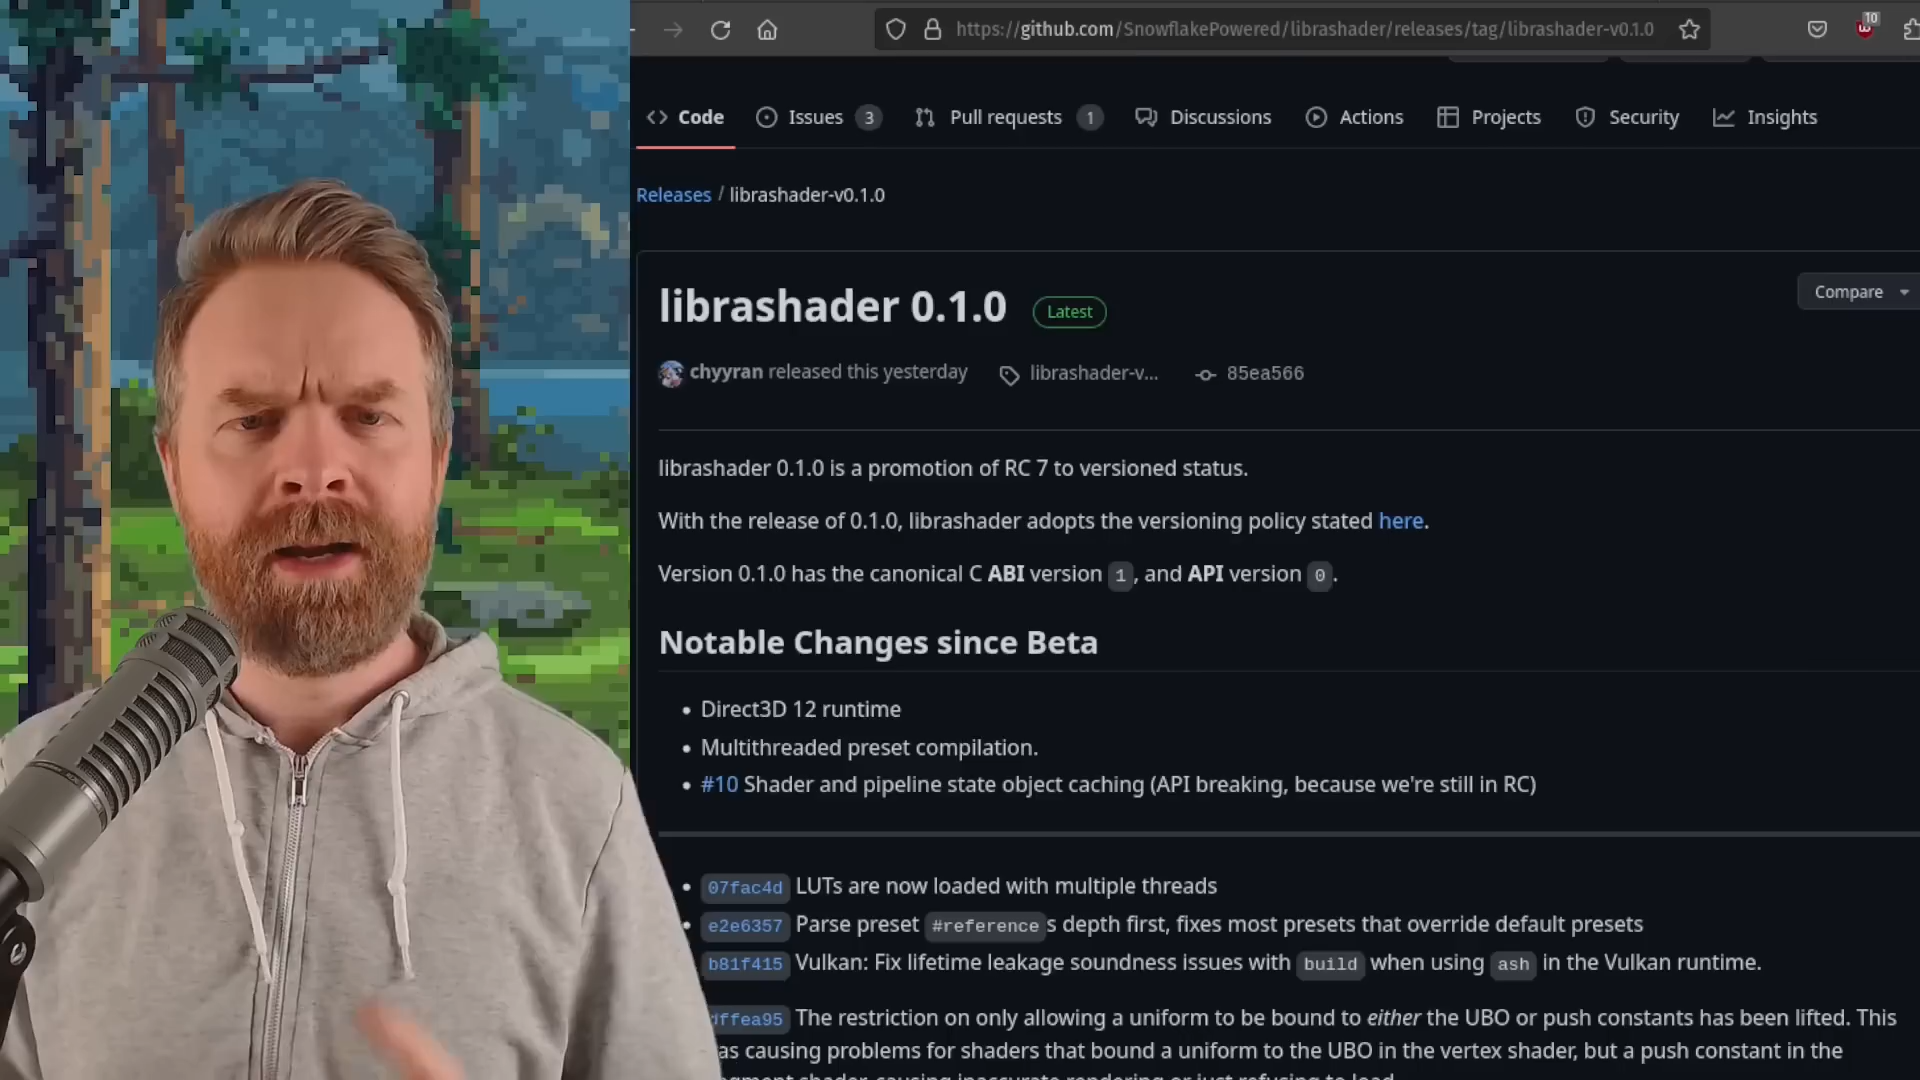 https://github.com/SnowflakePowered/librashader/releases/tag/librashader-v0.1.0
10
Code
Issues 3
Pull requests 1
Discussions
Actions
Projects
Security
Insights
Releases / librashader-v0.1.0
librashader 0.1.0 Latest
Compare
chyyran released this yesterday librashader-v... 85ea566
librashader 0.1.0 is a promotion of RC 7 to versioned status.
With the release of 0.1.0, librashader adopts the versioning policy stated here.
Version 0.1.0 has the canonical C ABI version 1, and API version 0.
Notable Changes since Beta
• Direct3D 12 runtime
• Multithreaded preset compilation.
• #10 Shader and pipeline state object caching (API breaking, because we're still in RC)
• 07fac4d LUTs are now loaded with multiple threads
• e2e6357 Parse preset #references depth first, fixes most presets that override default presets
b81f415 Vulkan: Fix lifetime leakage soundness issues with build when using ash in the Vulkan runtime.
ffea95 The restriction on only allowing a uniform to be bound to either the UBO or push constants has been lifted. This
as causing problems for shaders that bound a uniform to the UBO in the vertex shader, but a push constant in the